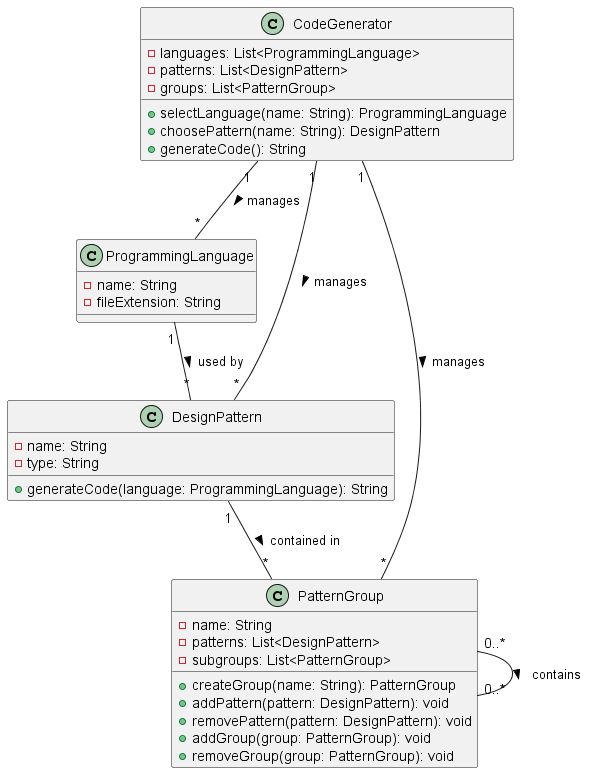 C CodeGenerator
languages: List<ProgrammingLanguage>
patterns: List<DesignPattern>
groups: List<PatternGroup>
selectLanguage(name: String): ProgrammingLanguage
choosePattern(name: String): DesignPattern
generateCode(): String
1 1 1
manages
*
C ProgrammingLanguage
manages
name: String
fileExtension: String
1
used by
manages
* *
C DesignPattern
name: String
type: String
generateCode(language: ProgrammingLanguage): String
1
contained in
* *
C PatternGroup
name: String
patterns: List<DesignPattern>
subgroups: List<PatternGroup>
0..*
contains
0..*
createGroup(name: String): PatternGroup
addPattern(pattern: DesignPattern): void
removePattern(pattern: DesignPattern): void
addGroup(group: PatternGroup): void
removeGroup(group: PatternGroup): void